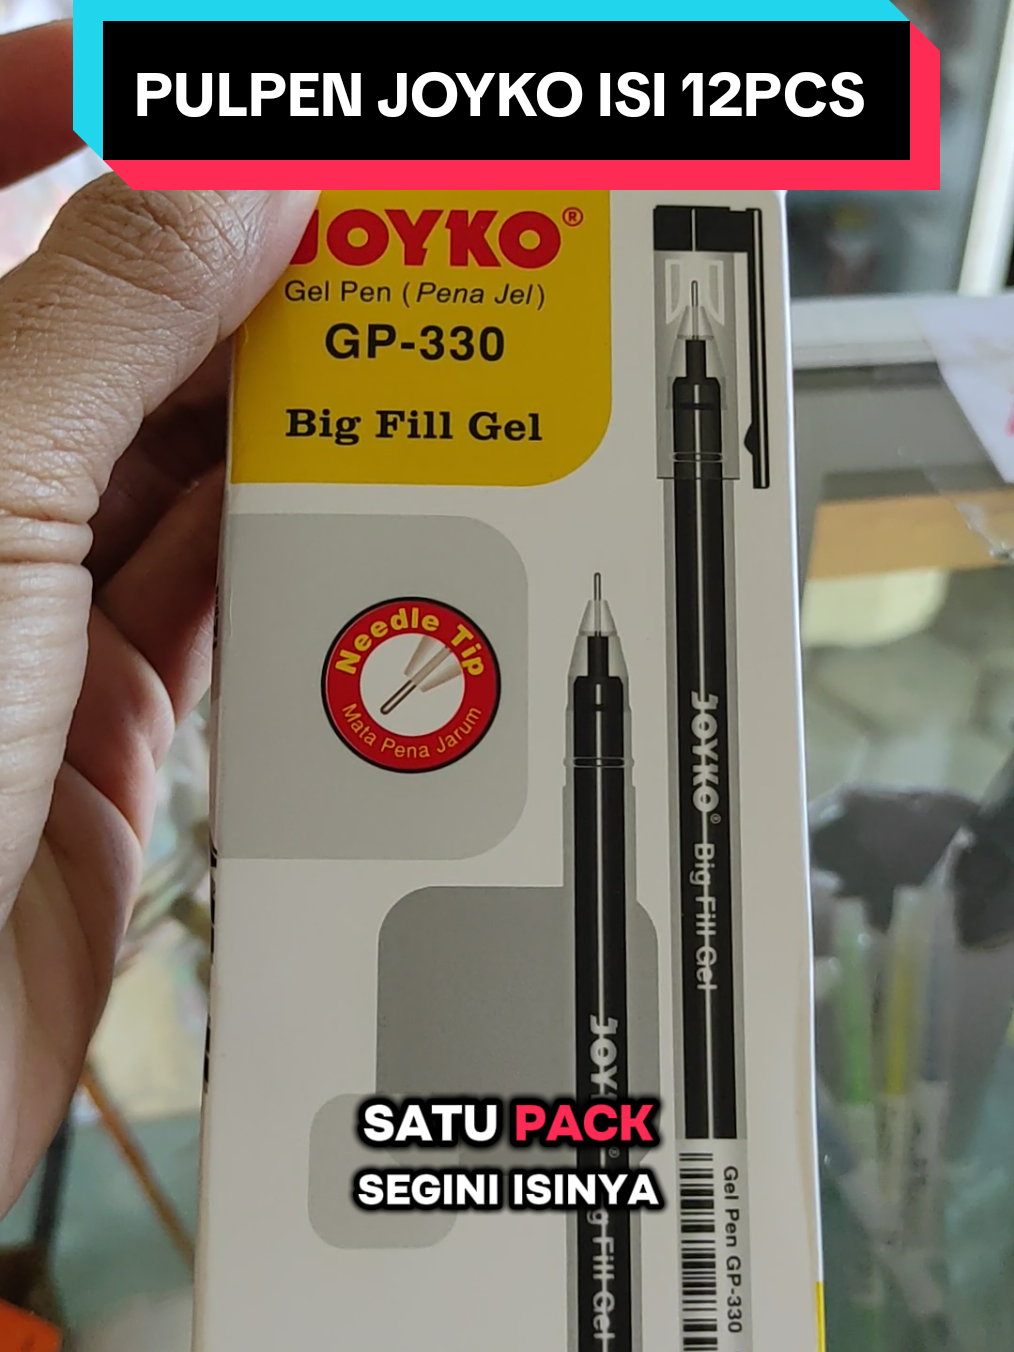 PULPEN JOYKO ISI 12PCS
JOYKO®
Gel Pen (Pena Jel)
GP-330
Big Fill Gel
Needle Tip
Mata Pena Jarum
JOYKO® Big Fill Gel
Gel Pen GP-330
SATU PACK
SEGINI ISINYA